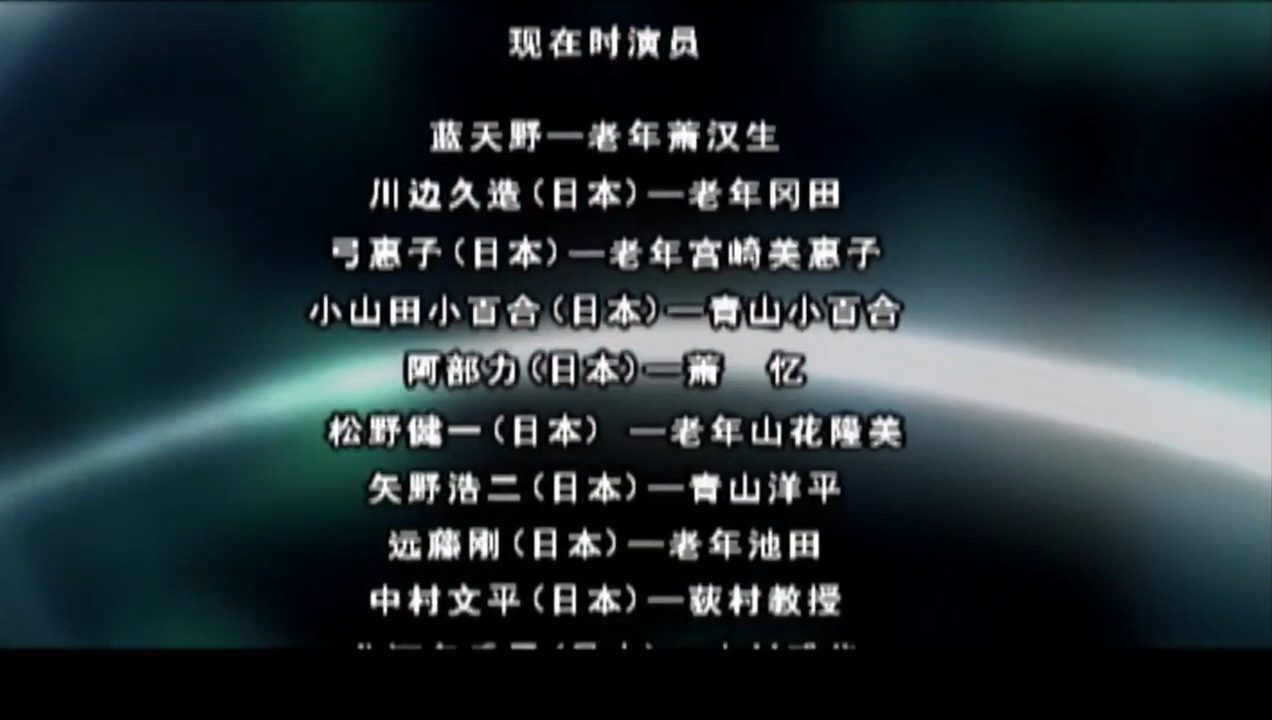 现在时演员
蓝天野—老年萧汉生
川边久造(日本)—老年冈田
弓惠子(日本)—老年宫崎美惠子
小山田小百合(日本)—青山小百合
阿部力(日本)—萧 忆
松野健一(日本) —老年山花隆美
矢野浩二(日本)—青山洋平
远藤刚(日本)—老年池田
中村文平(日本)—荻村教授